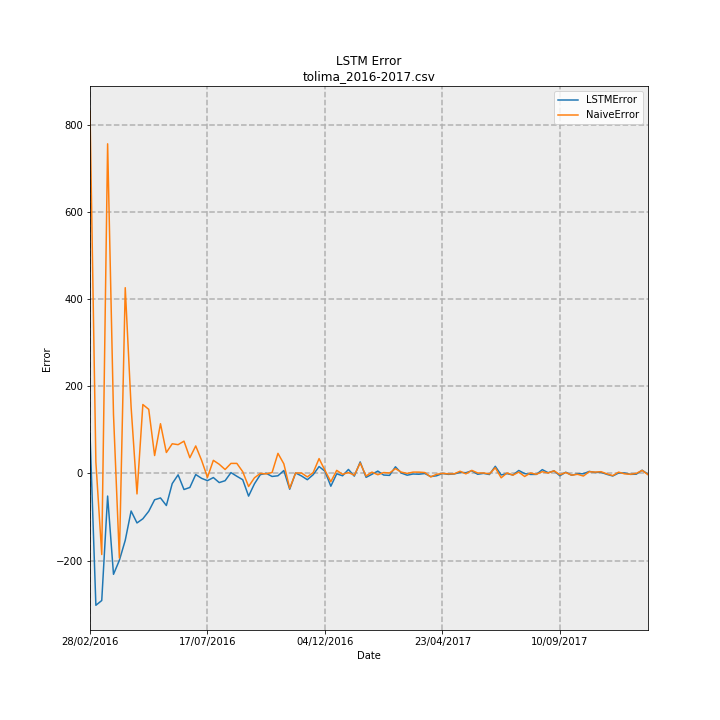 LSTM Error
tolima_2016-2017.csv
LSTMError
NaiveError
800
600
400
200
0
−200
Error
28/02/2016
17/07/2016
04/12/2016
23/04/2017
10/09/2017
Date